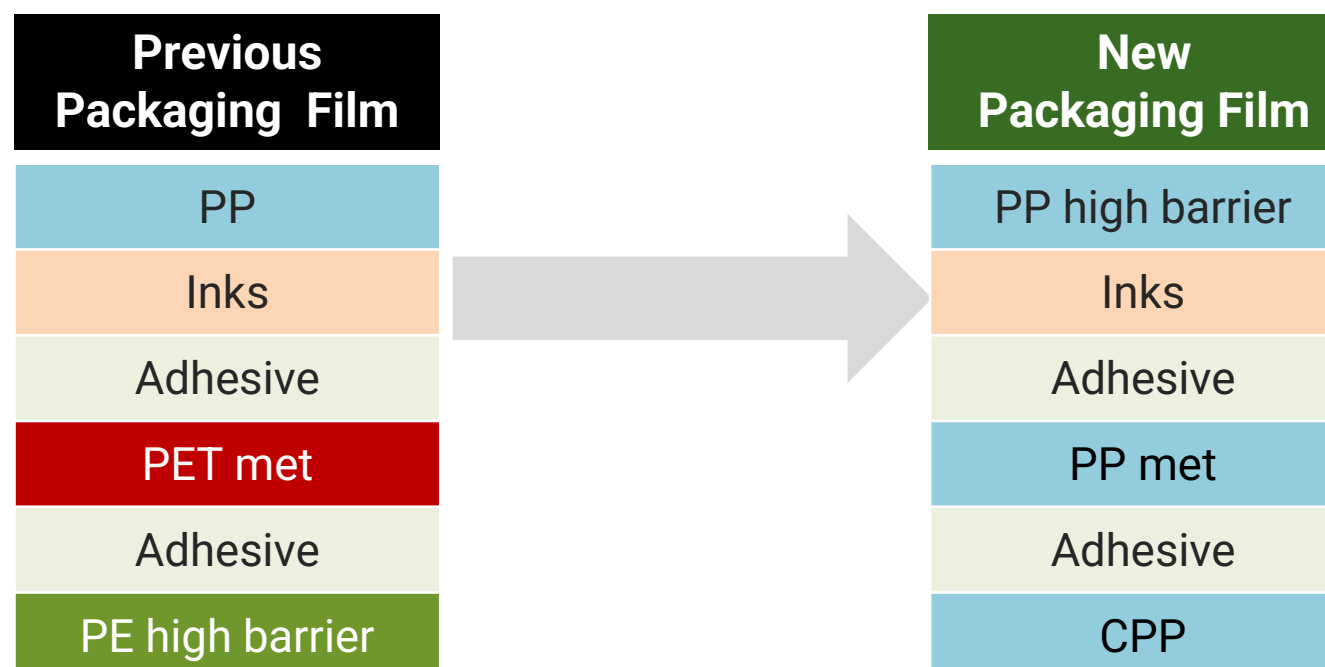 Previous
Packaging Film
PP
Inks
Adhesive
PET met
Adhesive
PE high barrier
New
Packaging Film
PP high barrier
Inks
Adhesive
PP met
Adhesive
CPP